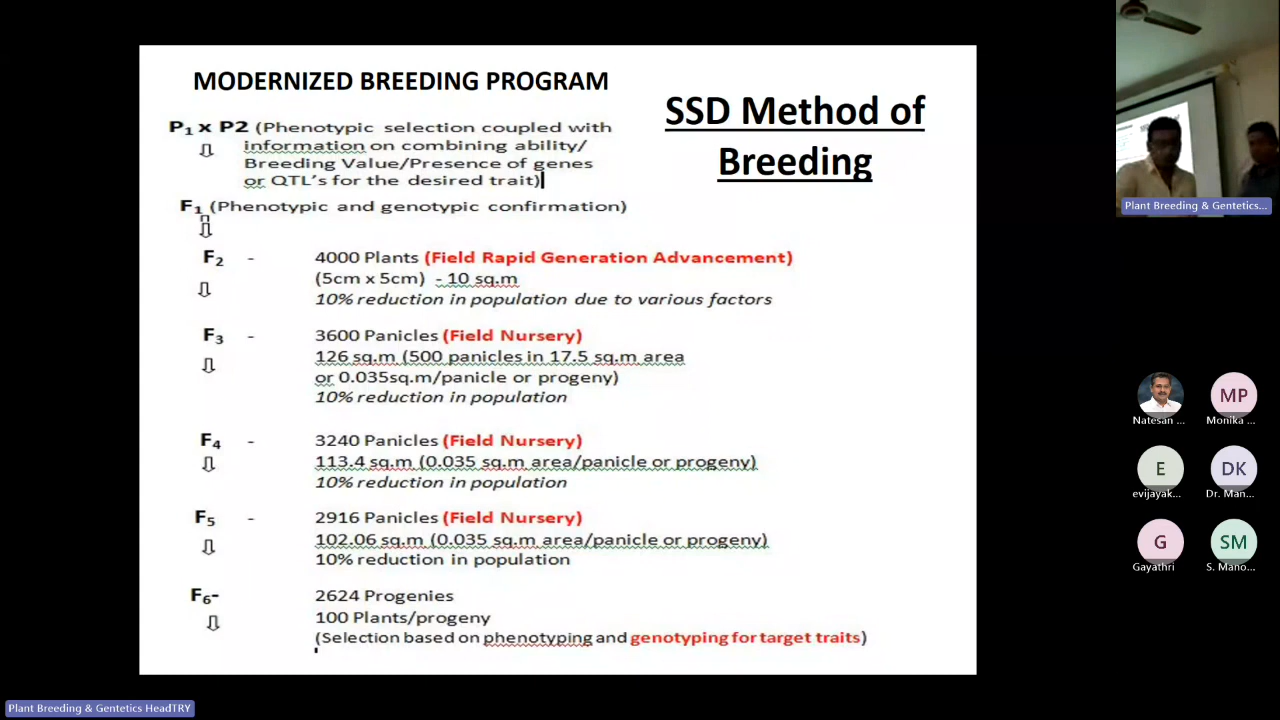 MODERNIZED BREEDING PROGRAM
SSD Method of
Breeding
P1 x P2 (Phenotypic selection coupled with
information on combining ability/
Breeding Value/Presence of genes
or QTL's for the desired trait)
F1 (Phenotypic and genotypic confirmation)
F2 - 4000 Plants (Field Rapid Generation Advancement)
(5cm x 5cm) - 10 sq.m
10% reduction in population due to various factors
F3 - 3600 Panicles (Field Nursery)
126 sq.m (500 panicles in 17.5 sq.m area
or 0.035sq.m/panicle or progeny)
10% reduction in population
F4 - 3240 Panicles (Field Nursery)
113.4 sq.m (0.035 sq.m area/panicle or progeny)
10% reduction in population
F5 - 2916 Panicles (Field Nursery)
102.06 sq.m (0.035 sq.m area/panicle or progeny)
10% reduction in population
F6- 2624 Progenies
100 Plants/progeny
(Selection based on phenotyping and genotyping for target traits)
Plant Breeding & Gentetics...
Natesan ...
MP
Monika ...
E
evijayak...
DK
Dr. Man...
G
Gayathri
SM
S. Mano...
Plant Breeding & Gentetics HeadTRY